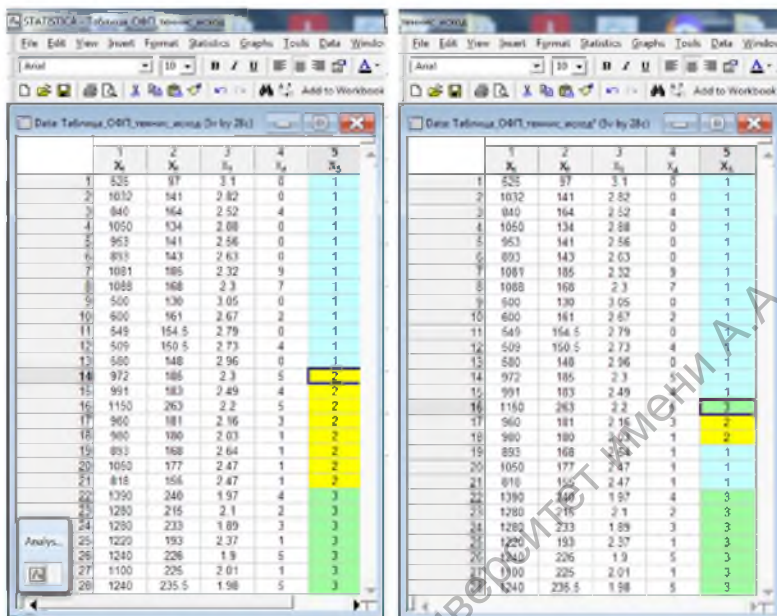 STATISTICA - Таблица ОФП_теннис_исход
File Edit View Insert Format Statistics Graphs Tools Data Window
Arial 10 B I U A
Add to Workbook
Data: Таблица_ОФП_теннис_исход (5v by 28c)
1 2 3 4 5
X₅
1 525 97 3.1 0 1
2 1032 141 2.82 0 1
3 840 164 2.52 4 1
4 1050 134 2.88 0 1
5 953 141 2.56 0 1
6 893 143 2.63 0 1
7 1081 185 2.32 9 1
8 1088 168 2.3 7 1
9 500 130 3.05 0 1
10 600 161 2.67 2 1
11 549 154.5 2.79 0 1
12 509 150.5 2.73 4 1
13 580 148 2.96 0 1
14 972 186 2.3 5 2
15 991 183 2.49 4 2
16 1150 263 2.2 5 2
17 960 181 2.16 3 2
18 980 180 2.03 1 2
19 893 168 2.64 1 2
20 1050 177 2.47 1 2
21 818 2.47 1 2
22 1390 240 1.97 4 3
23 1280 215 2.1 2 3
24 1280 233 1.89 3 3
25 1220 193 2.37 1 3
26 1240 226 1.9 5 3
27 1100 225 2.01 1 3
28 1240 235.5 1.98 5 3
Analys...
теннис_исход
File Edit View Insert Format Statistics Graphs Tools Data Window
Arial 10 B I U A
Add to Workbook
Data: Таблица_ОФП_теннис_исход* (5v by 28c)
1 2 3 4 5
X₅
1 525 97 3.1 0 1
2 1032 141 2.82 0 1
3 840 164 2.52 4 1
4 1050 134 2.88 0 1
5 953 141 2.56 0 1
6 893 143 2.63 0 1
7 1081 185 2.32 9 1
8 1088 168 2.3 7 1
9 500 130 3.05 0 1
10 600 161 2.67 2 1
11 549 154.5 2.79 0 1
12 509 150.5 2.73 4 1
13 580 148 2.96 0 1
14 972 186 2.3 1
15 991 183 2.49 1
16 1150 263 2.2 3
17 960 181 2.16 3 2
18 980 180 1 2
19 893 168 1 1
20 1050 177 2.47 1 1
21 2.47 1 1
22 1390 240 1.97 4 3
23 1280 215 2.1 2 3
24 1280 233 1.89 3 3
25 1220 193 2.37 1 3
26 1240 226 1.9 5 3
27 1100 225 2.01 1 3
28 1240 235.5 1.98 5 3
имени А.А